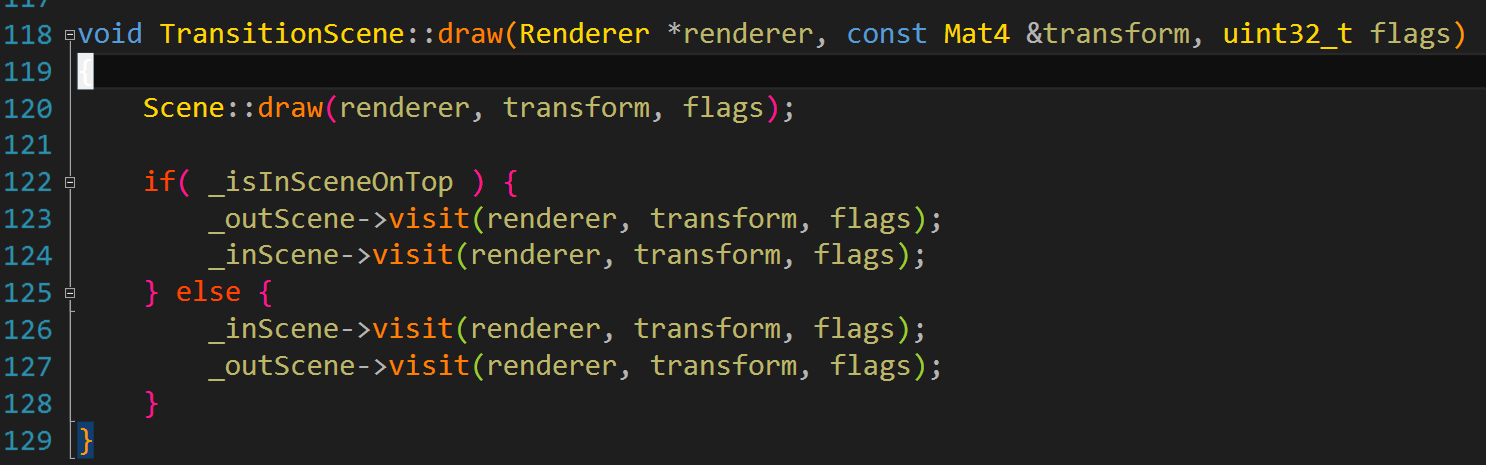 117
118 void TransitionScene::draw(Renderer *renderer, const Mat4 &transform, uint32_t flags)
119 {
120     Scene::draw(renderer, transform, flags);
121
122     if( _isInSceneOnTop ) {
123         _outScene->visit(renderer, transform, flags);
124         _inScene->visit(renderer, transform, flags);
125     } else {
126         _inScene->visit(renderer, transform, flags);
127         _outScene->visit(renderer, transform, flags);
128     }
129 }